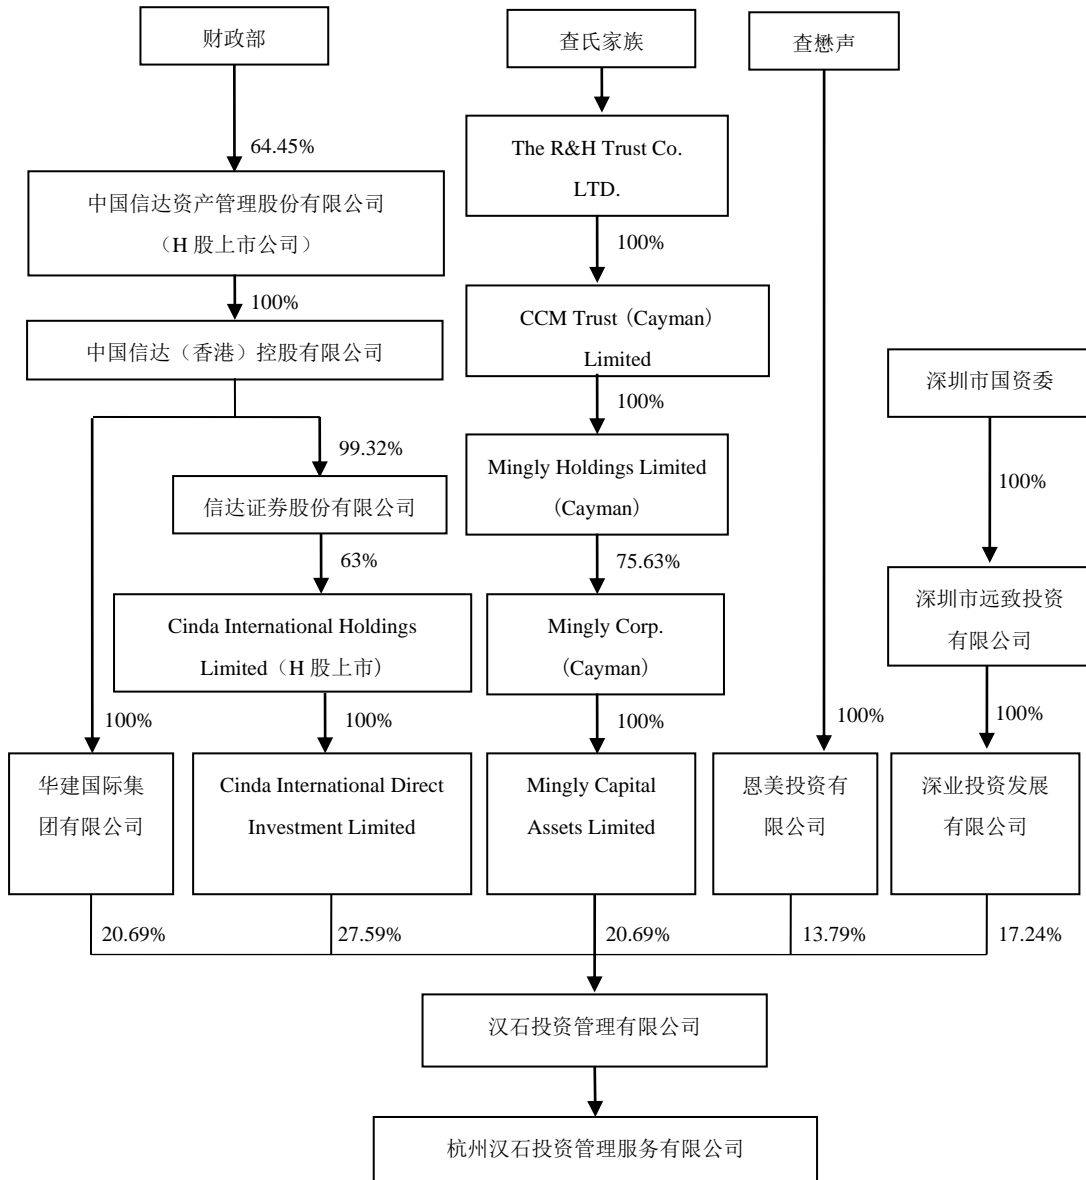 财政部
查氏家族
查懋声
64.45%
The R&H Trust Co.
LTD.
中国信达资产管理股份有限公司
（H 股上市公司）
100%
100%
CCM Trust（Cayman）
Limited
中国信达（香港）控股有限公司
深圳市国资委
100%
99.32%
Mingly Holdings Limited
（Cayman）
100%
信达证券股份有限公司
63%
75.63%
深圳市远致投资
有限公司
Cinda International Holdings
Limited（H 股上市）
Mingly Corp.
（Cayman）
100%
100%
100%
100%
100%
华建国际集
团有限公司
Cinda International Direct
Investment Limited
Mingly Capital
Assets Limited
恩美投资有
限公司
深业投资发展
有限公司
20.69%
27.59%
20.69%
13.79%
17.24%
汉石投资管理有限公司
杭州汉石投资管理服务有限公司